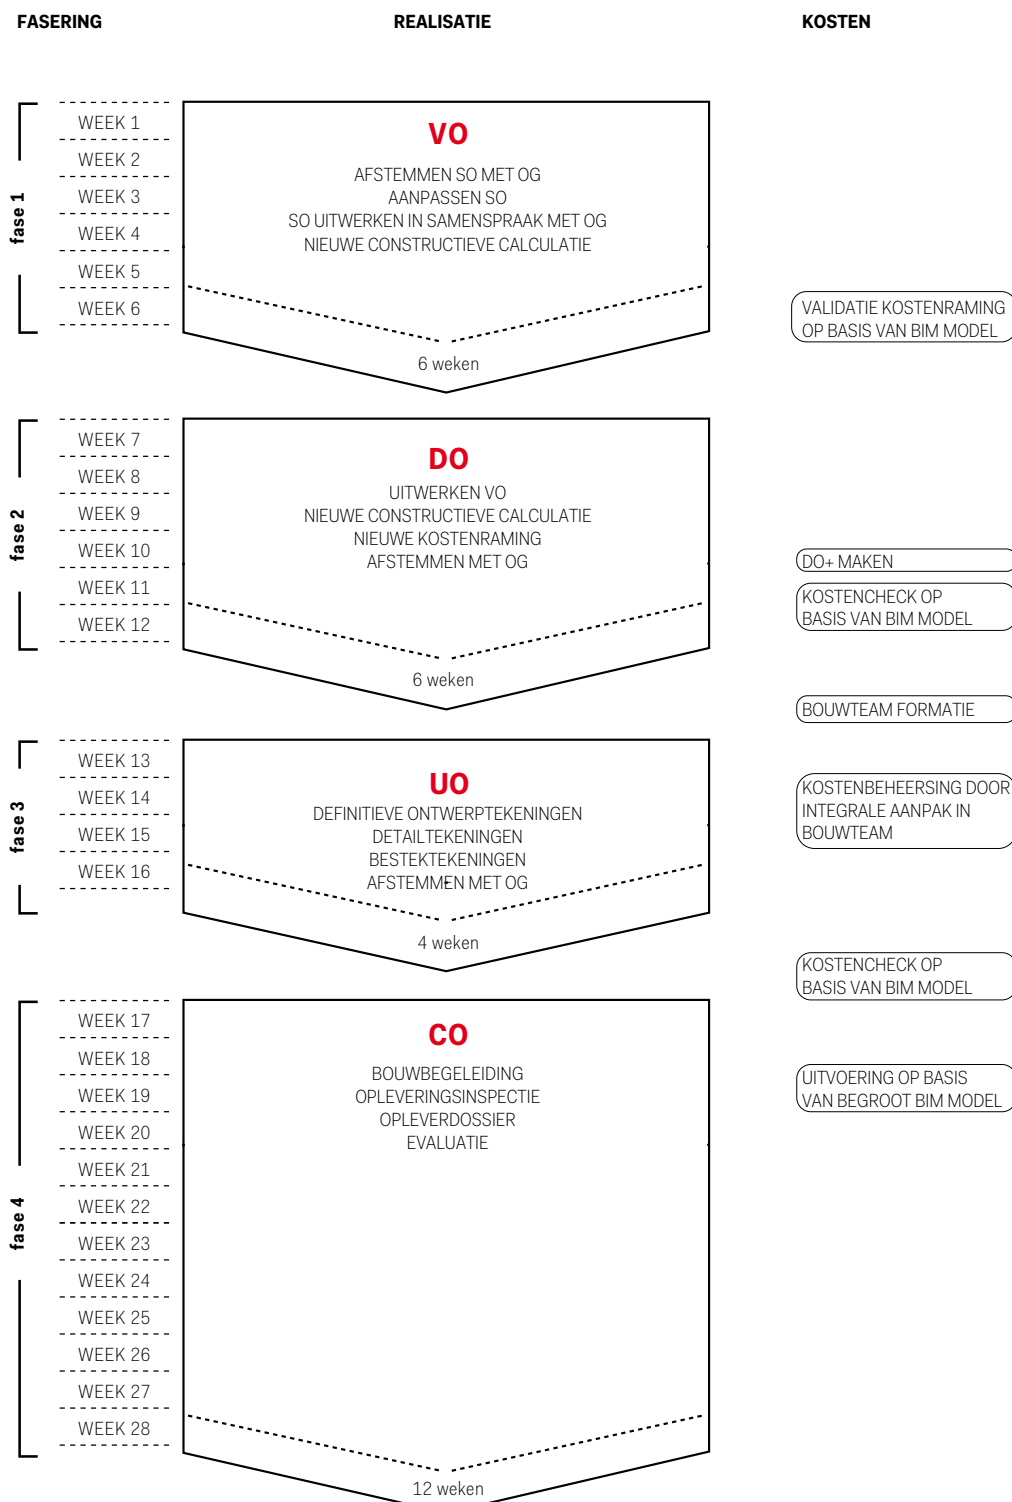 FASERING
REALISATIE
KOSTEN
fase 1
WEEK 1
WEEK 2
WEEK 3
WEEK 4
WEEK 5
WEEK 6
VO
AFSTEMMEN SO MET OG
AANPASSEN SO
SO UITWERKEN IN SAMENSPRAAK MET OG
NIEUWE CONSTRUCTIEVE CALCULATIE
6 weken
VALIDATIE KOSTENRAMING
OP BASIS VAN BIM MODEL
fase 2
WEEK 7
WEEK 8
WEEK 9
WEEK 10
WEEK 11
WEEK 12
DO
UITWERKEN VO
NIEUWE CONSTRUCTIEVE CALCULATIE
NIEUWE KOSTENRAMING
AFSTEMMEN MET OG
6 weken
DO+ MAKEN
KOSTENCHECK OP
BASIS VAN BIM MODEL
BOUWTEAM FORMATIE
fase 3
WEEK 13
WEEK 14
WEEK 15
WEEK 16
UO
DEFINITIEVE ONTWERPTEKENINGEN
DETAILTEKENINGEN
BESTEKTEKENINGEN
AFSTEMMEN MET OG
4 weken
KOSTENBEHEERSING DOOR
INTEGRALE AANPAK IN
BOUWTEAM
KOSTENCHECK OP
BASIS VAN BIM MODEL
fase 4
WEEK 17
WEEK 18
WEEK 19
WEEK 20
WEEK 21
WEEK 22
WEEK 23
WEEK 24
WEEK 25
WEEK 26
WEEK 27
WEEK 28
CO
BOUWBEGELEIDING
OPLEVERINGSINSPECTIE
OPLEVERDOSSIER
EVALUATIE
12 weken
UITVOERING OP BASIS
VAN BEGROOT BIM MODEL